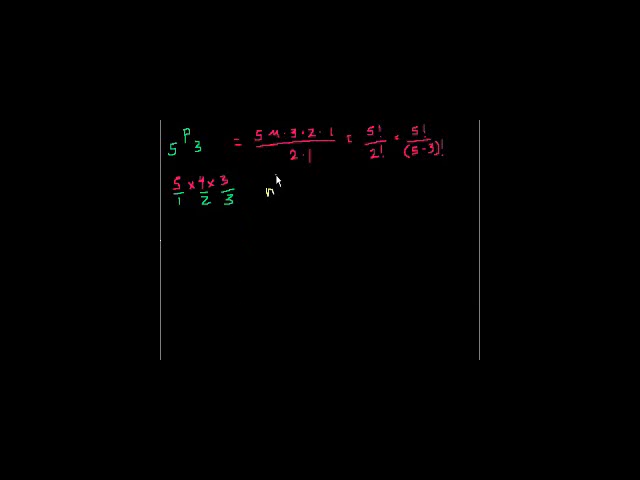 5P3 = 5 4 · 3 · 2 · 1 / 2 · 1 = 5! / 2! = 5! / (5-3)!
5 × 4 × 3
1 2 3
n